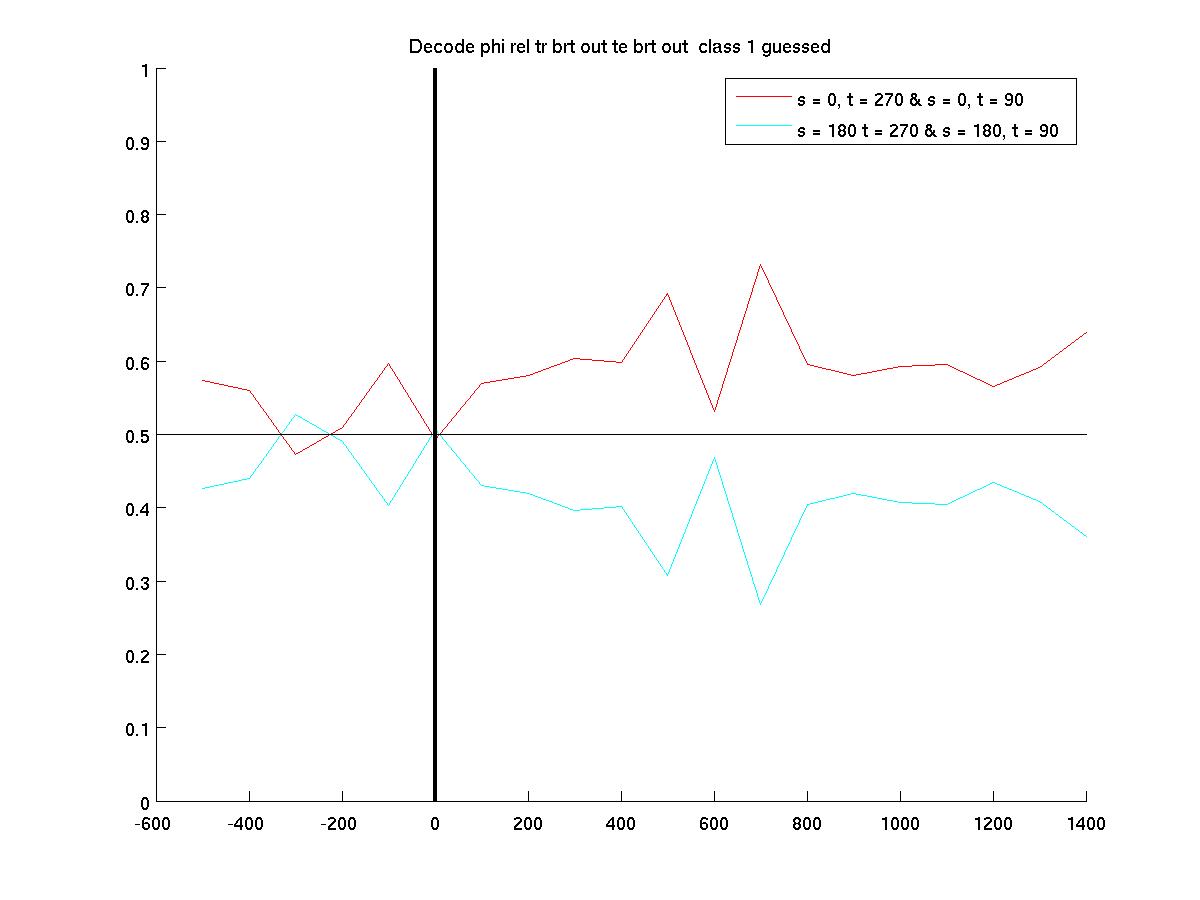 Decode phi rel tr brt out te brt out  class 1 guessed
s = 0, t = 270 & s = 0, t = 90
s = 180 t = 270 & s = 180, t = 90
1
0.9
0.8
0.7
0.6
0.5
0.4
0.3
0.2
0.1
0
-600 -400 -200 0 200 400 600 800 1000 1200 1400